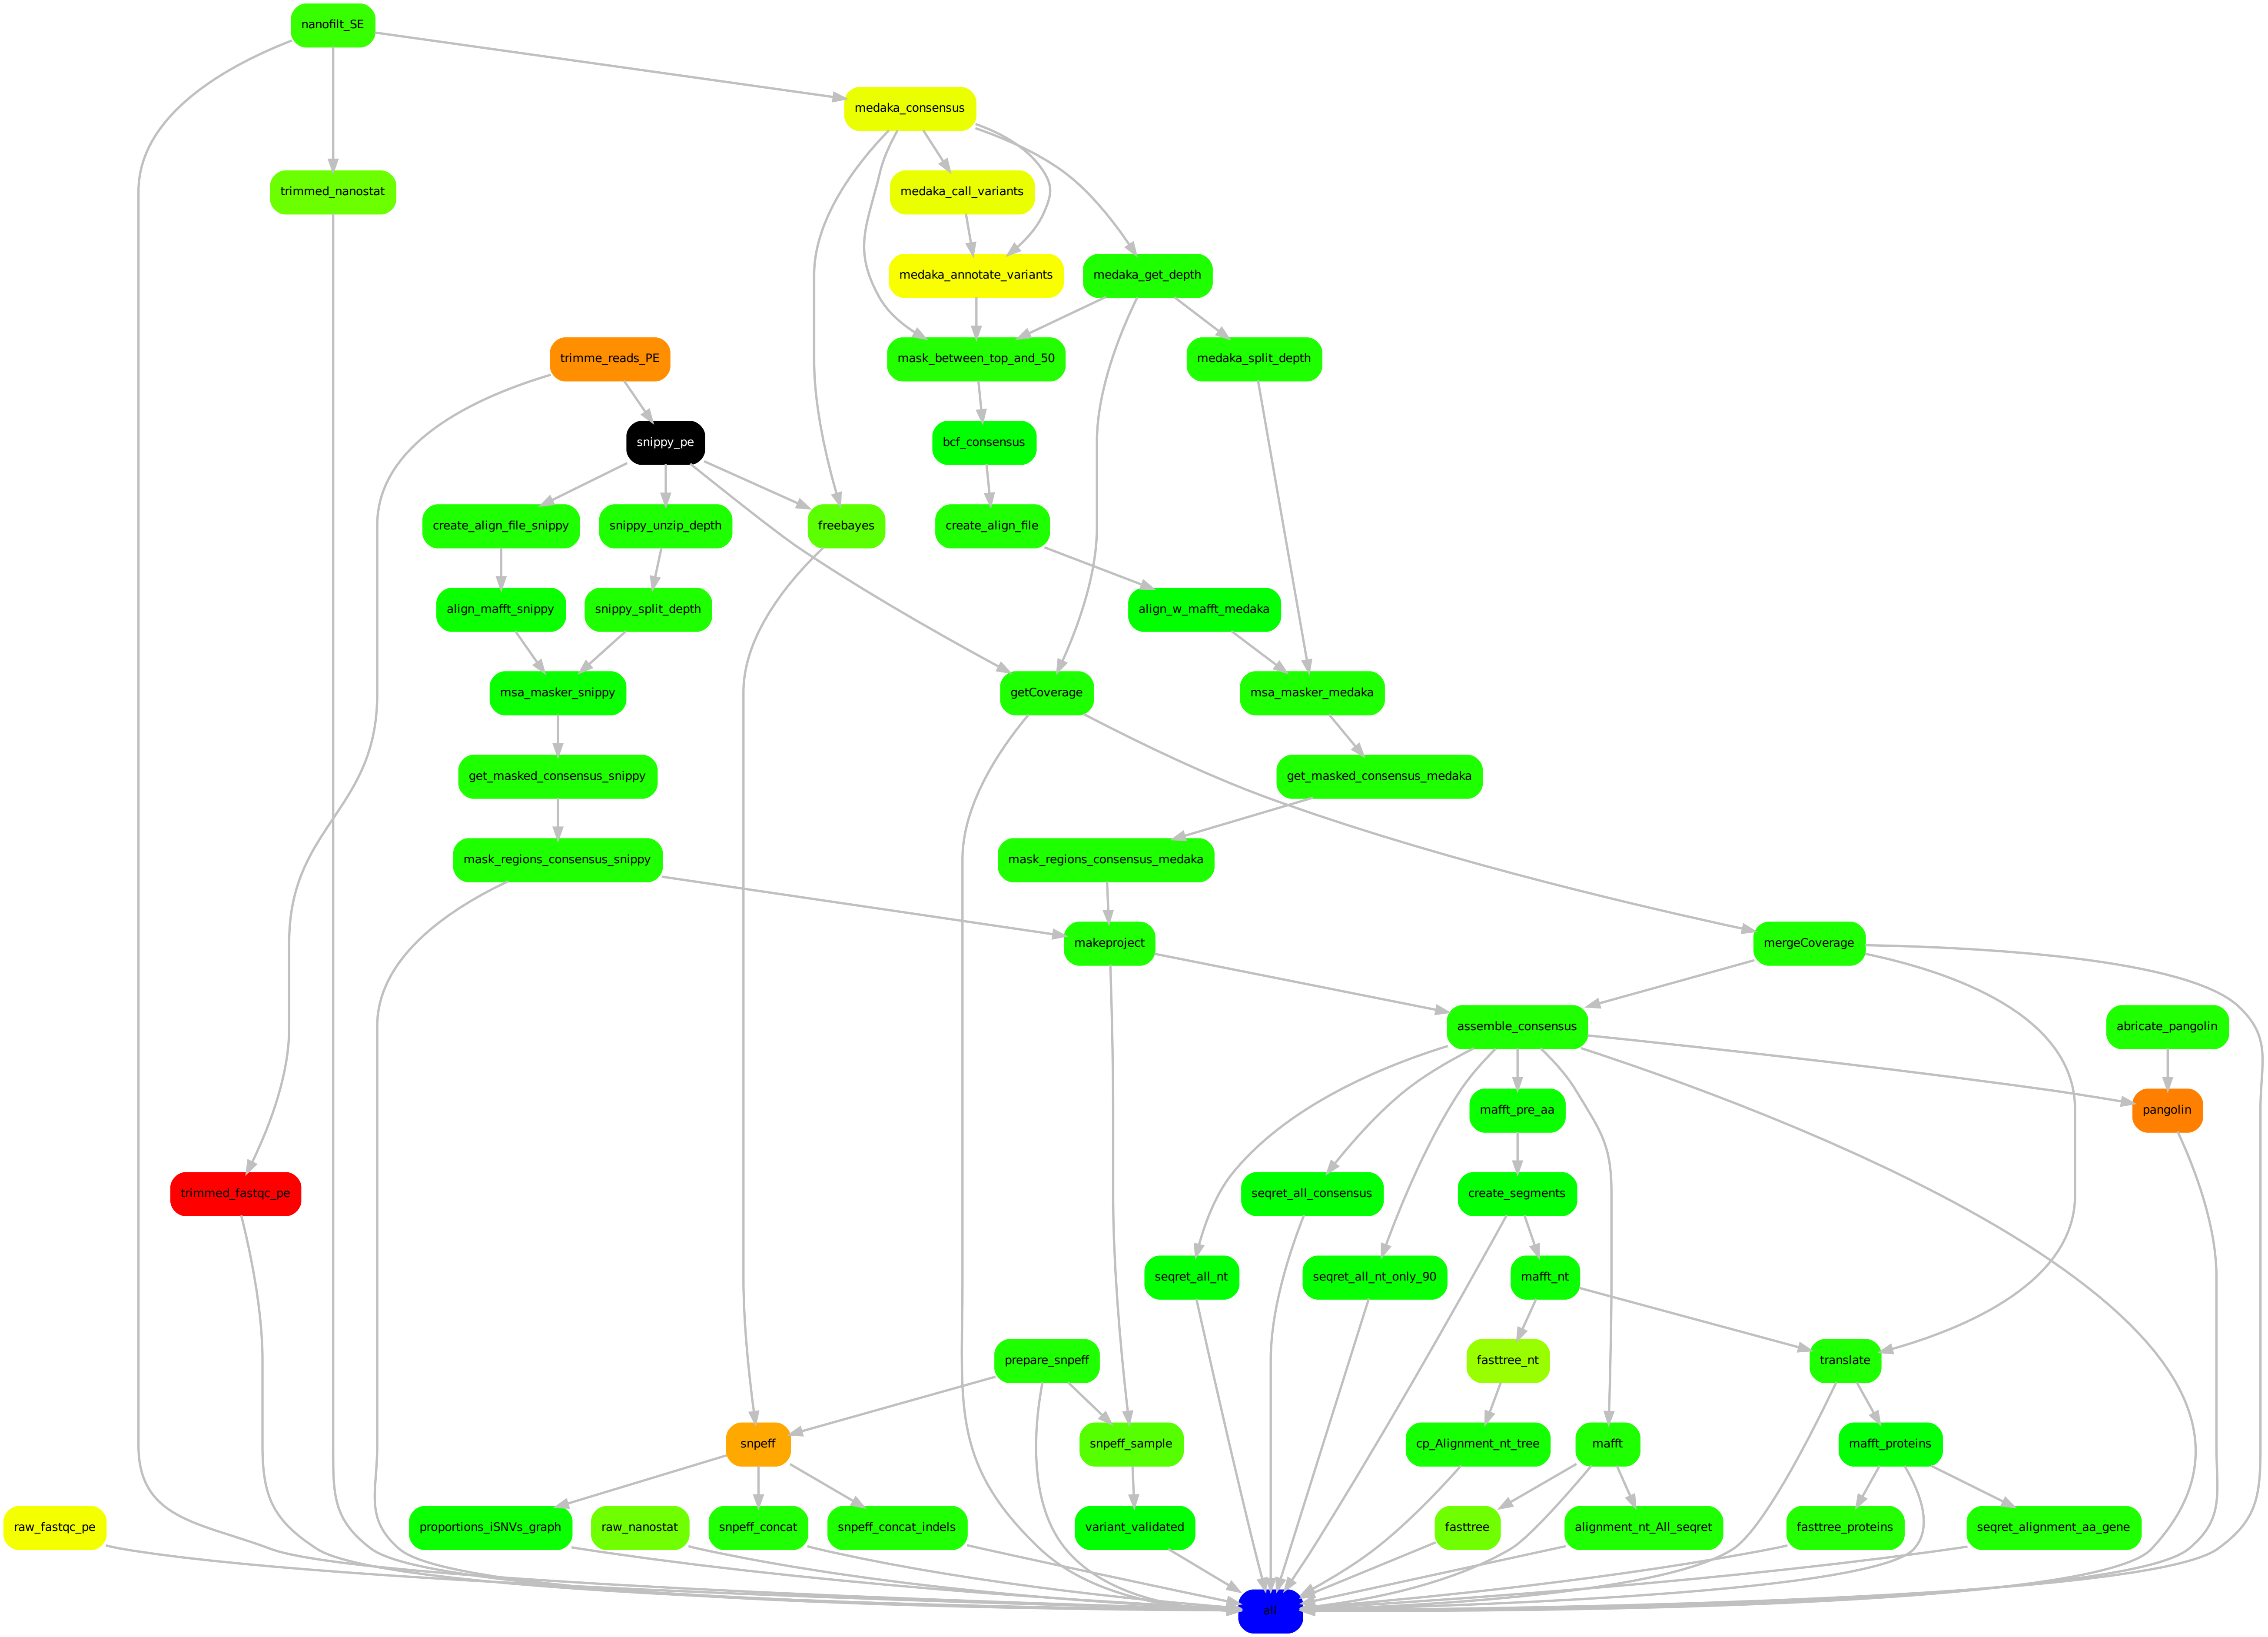 nanofilt_SE
medaka_consensus
trimmed_nanostat
medaka_call_variants
medaka_annotate_variants
medaka_get_depth
trimme_reads_PE
mask_between_top_and_50
medaka_split_depth
snippy_pe
bcf_consensus
create_align_file_snippy
snippy_unzip_depth
freebayes
create_align_file
align_mafft_snippy
snippy_split_depth
align_w_mafft_medaka
msa_masker_snippy
getCoverage
msa_masker_medaka
get_masked_consensus_snippy
get_masked_consensus_medaka
mask_regions_consensus_snippy
mask_regions_consensus_medaka
makeproject
mergeCoverage
assemble_consensus
abricate_pangolin
mafft_pre_aa
pangolin
trimmed_fastqc_pe
seqret_all_consensus
create_segments
seqret_all_nt
seqret_all_nt_only_90
mafft_nt
prepare_snpeff
fasttree_nt
translate
snpeff
snpeff_sample
cp_Alignment_nt_tree
mafft
mafft_proteins
raw_fastqc_pe
proportions_iSNVs_graph
raw_nanostat
snpeff_concat
snpeff_concat_indels
variant_validated
fasttree
alignment_nt_All_seqret
fasttree_proteins
seqret_alignment_aa_gene
all